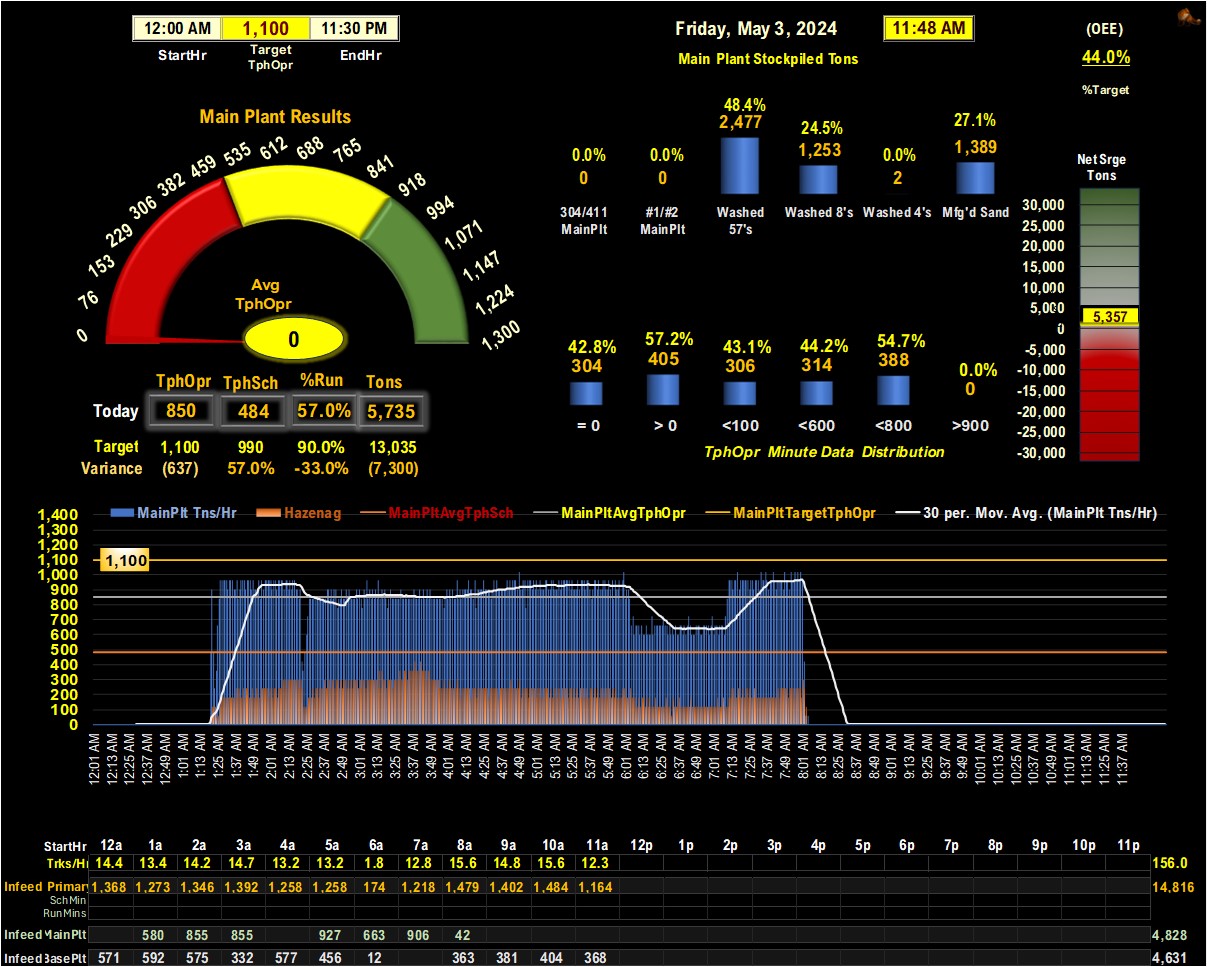 12:00 AM 1,100 11:30 PM
StartHr Target TphOpr EndHr
Friday, May 3, 2024 11:48 AM
Main Plant Stockpiled Tons
(OEE)
44.0%
%Target
Main Plant Results
0 76 153 229 306 382 459 535 612 688 765 841 918 994 1,071 1,147 1,224 1,300
Avg
TphOpr
0
48.4% 24.5% 27.1%
2,477 1,253 1,389
0.0% 0.0% 0.0%
0 0 2
304/411 MainPlt #1/#2 MainPlt Washed 57's Washed 8's Washed 4's Mfg'd Sand
Net Srge
Tons
30,000
25,000
20,000
15,000
10,000
5,000
5,357
0
-5,000
-10,000
-15,000
-20,000
-25,000
-30,000
42.8% 57.2% 43.1% 44.2% 54.7% 0.0%
304 405 306 314 388 0
= 0 > 0 <100 <600 <800 >900
TphOpr Minute Data Distribution
TphOpr TphSch %Run Tons
Today 850 484 57.0% 5,735
Target 1,100 990 90.0% 13,035
Variance (637) 57.0% -33.0% (7,300)
MainPlt Tns/Hr Hazenag MainPltAvgTphSch MainPltAvgTphOpr MainPltTargetTphOpr 30 per. Mov. Avg. (MainPlt Tns/Hr)
1,400
1,300
1,200
1,100
1,100
1,000
900
800
700
600
500
400
300
200
100
0
12:01 AM 12:13 AM 12:25 AM 12:37 AM 12:49 AM 1:01 AM 1:13 AM 1:25 AM 1:37 AM 1:49 AM 2:01 AM 2:13 AM 2:25 AM 2:37 AM 2:49 AM 3:01 AM 3:13 AM 3:25 AM 3:37 AM 3:49 AM 4:01 AM 4:13 AM 4:25 AM 4:37 AM 4:49 AM 5:01 AM 5:13 AM 5:25 AM 5:37 AM 5:49 AM 6:01 AM 6:13 AM 6:25 AM 6:37 AM 6:49 AM 7:01 AM 7:13 AM 7:25 AM 7:37 AM 7:49 AM 8:01 AM 8:13 AM 8:25 AM 8:37 AM 8:49 AM 9:01 AM 9:13 AM 9:25 AM 9:37 AM 9:49 AM 10:01 AM 10:13 AM 10:25 AM 10:37 AM 10:49 AM 11:01 AM 11:13 AM 11:25 AM 11:37 AM
StartHr 12a 1a 2a 3a 4a 5a 6a 7a 8a 9a 10a 11a 12p 1p 2p 3p 4p 5p 6p 7p 8p 9p 10p 11p
Trks/Hr 14.4 13.4 14.2 14.7 13.2 13.2 1.8 12.8 15.6 14.8 15.6 12.3 156.0
Infeed Primary 1,368 1,273 1,346 1,392 1,258 1,258 174 1,218 1,479 1,402 1,484 1,164 14,816
SchMin
RunMins
Infeed MainPlt 580 855 855 927 663 906 42 4,828
Infeed BasePlt 571 592 575 332 577 456 12 363 381 404 368 4,631